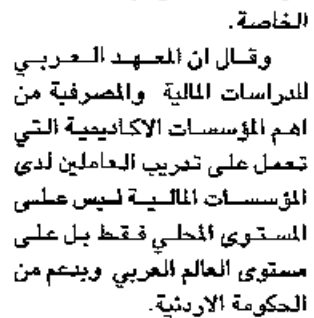 الخاصة.
وقال ان المعهد العربي
للدراسات المالية والمصرفية من
اهم المؤسسات الاكاديمية التي
تعمل على تدريب العاملين لدى
المؤسسات المالية ليس على
المستوى المحلي فقط بل على
مستوى العالم العربي وبدعم من
الحكومة الاردنية.